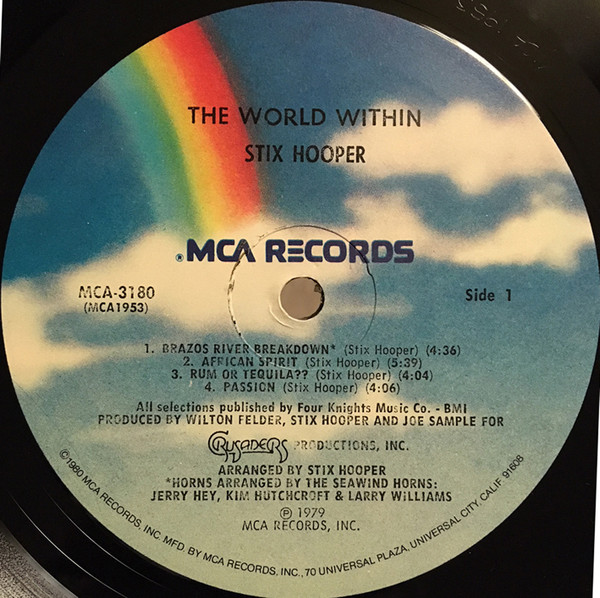 THE WORLD WITHIN
STIX HOOPER
®MCA RECORDS
MCA-3180
(MCA1953)
Side 1
1. BRAZOS RIVER BREAKDOWN* (Stix Hooper) (4:36)
2. AFRICAN SPIRIT (Stix Hooper) (5:39)
3. RUM OR TEQUILA?? (Stix Hooper) (4:04)
4. PASSION (Stix Hooper) (4:06)
All selections published by Four Knights Music Co. - BMI
PRODUCED BY WILTON FELDER, STIX HOOPER AND JOE SAMPLE FOR
CRUSADERS PRODUCTIONS, INC.
ARRANGED BY STIX HOOPER
*HORNS ARRANGED BY THE SEAWIND HORNS:
JERRY HEY, KIM HUTCHCROFT & LARRY WILLIAMS
℗ 1979
MCA RECORDS, INC.
©1980 MCA RECORDS, INC. MFD. BY MCA RECORDS, INC., 70 UNIVERSAL PLAZA, UNIVERSAL CITY, CALIF. 91608